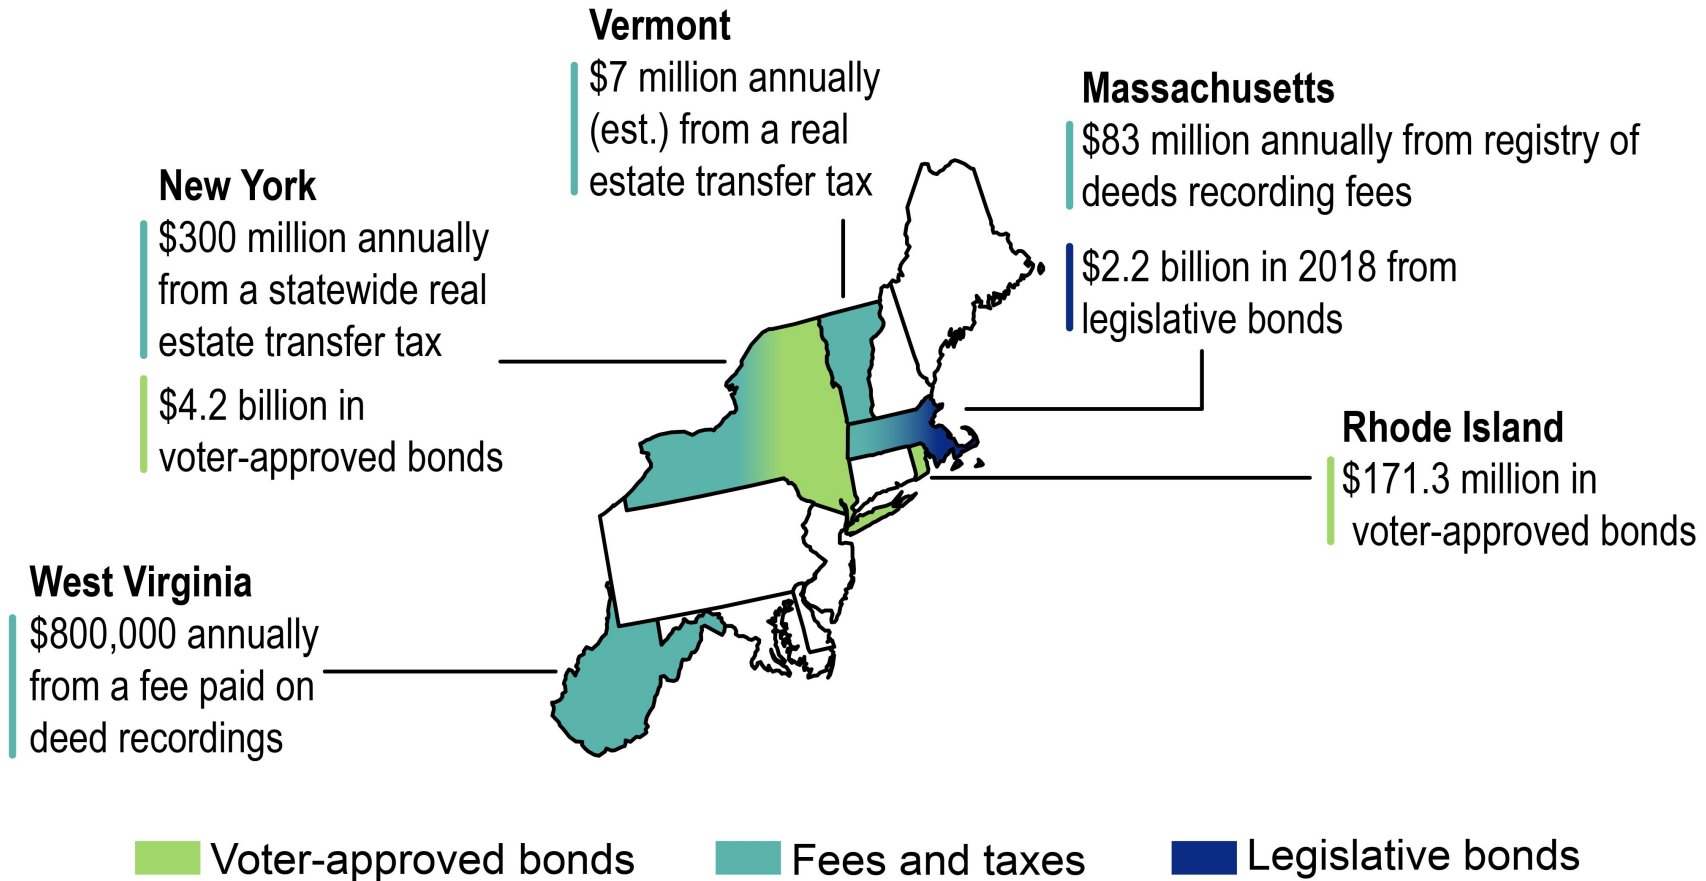 Vermont
$7 million annually
(est.) from a real
estate transfer tax
Massachusetts
$83 million annually from registry of
deeds recording fees
$2.2 billion in 2018 from
legislative bonds
New York
$300 million annually
from a statewide real
estate transfer tax
$4.2 billion in
voter-approved bonds
Rhode Island
$171.3 million in
voter-approved bonds
West Virginia
$800,000 annually
from a fee paid on
deed recordings
Voter-approved bonds
Fees and taxes
Legislative bonds